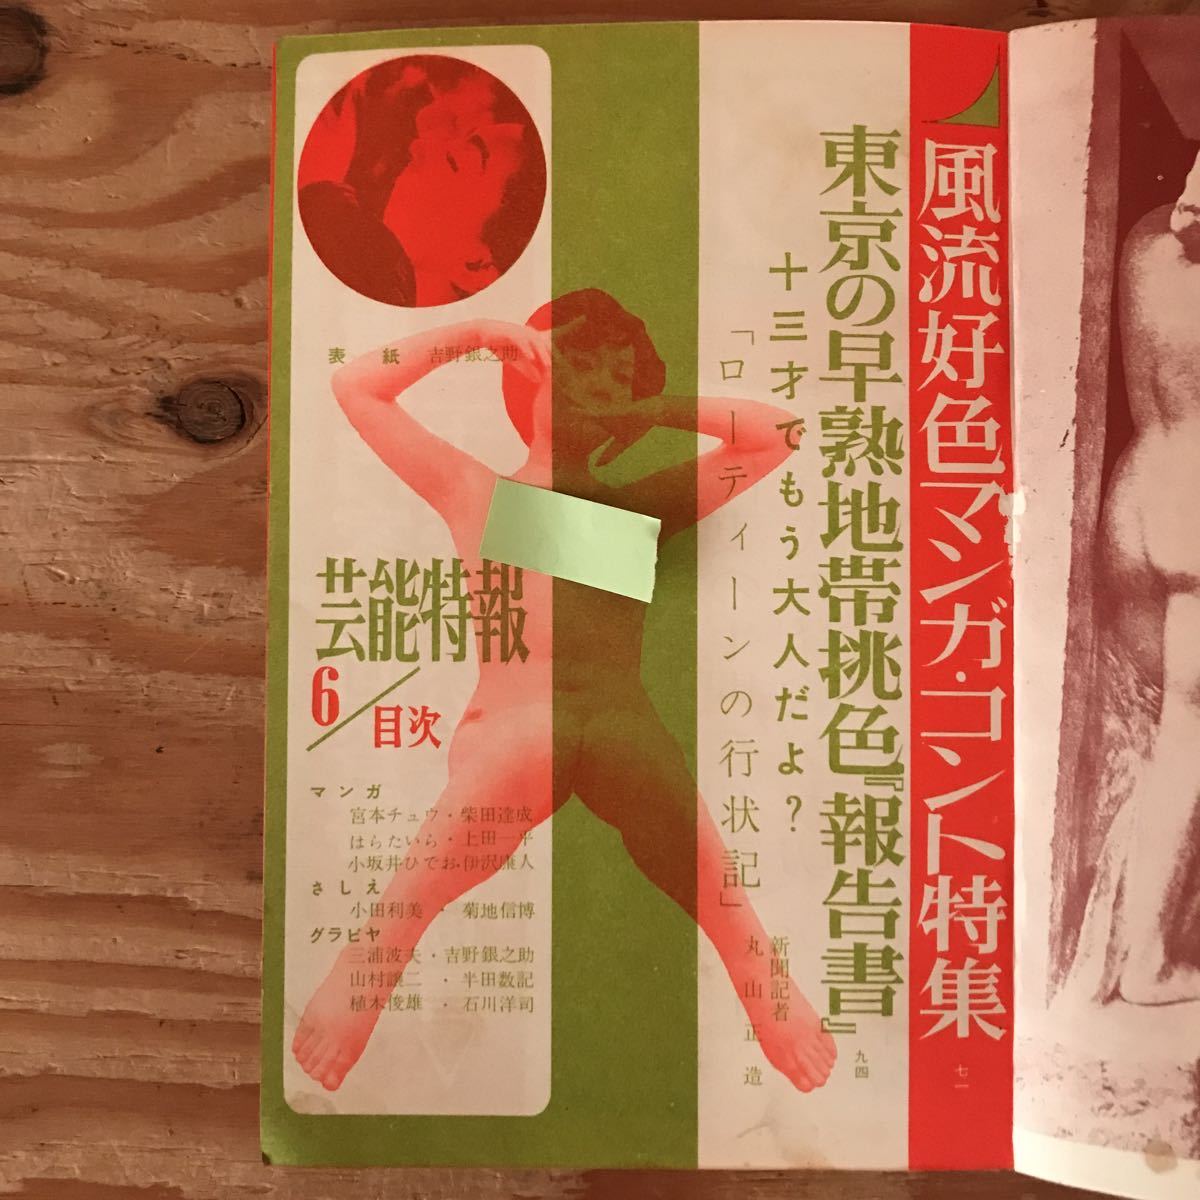 風流好色マンガ・コント特集
七一
東京の早熟地帯挑色『報告書』
九四
十三才でもう大人だよ?
「ローティーンの行状記」
新聞記者
丸山正造
表紙 吉野銀之助
芸能特報
6/目次
マンガ
宮本チュウ・柴田達成
はらたいら・上田一平
小坂井ひでお・伊沢廉人
さしえ
小田利美・菊地信博
グラビヤ
三浦波夫・吉野銀之助
山村譲二・半田数記
植木俊雄・石川洋司